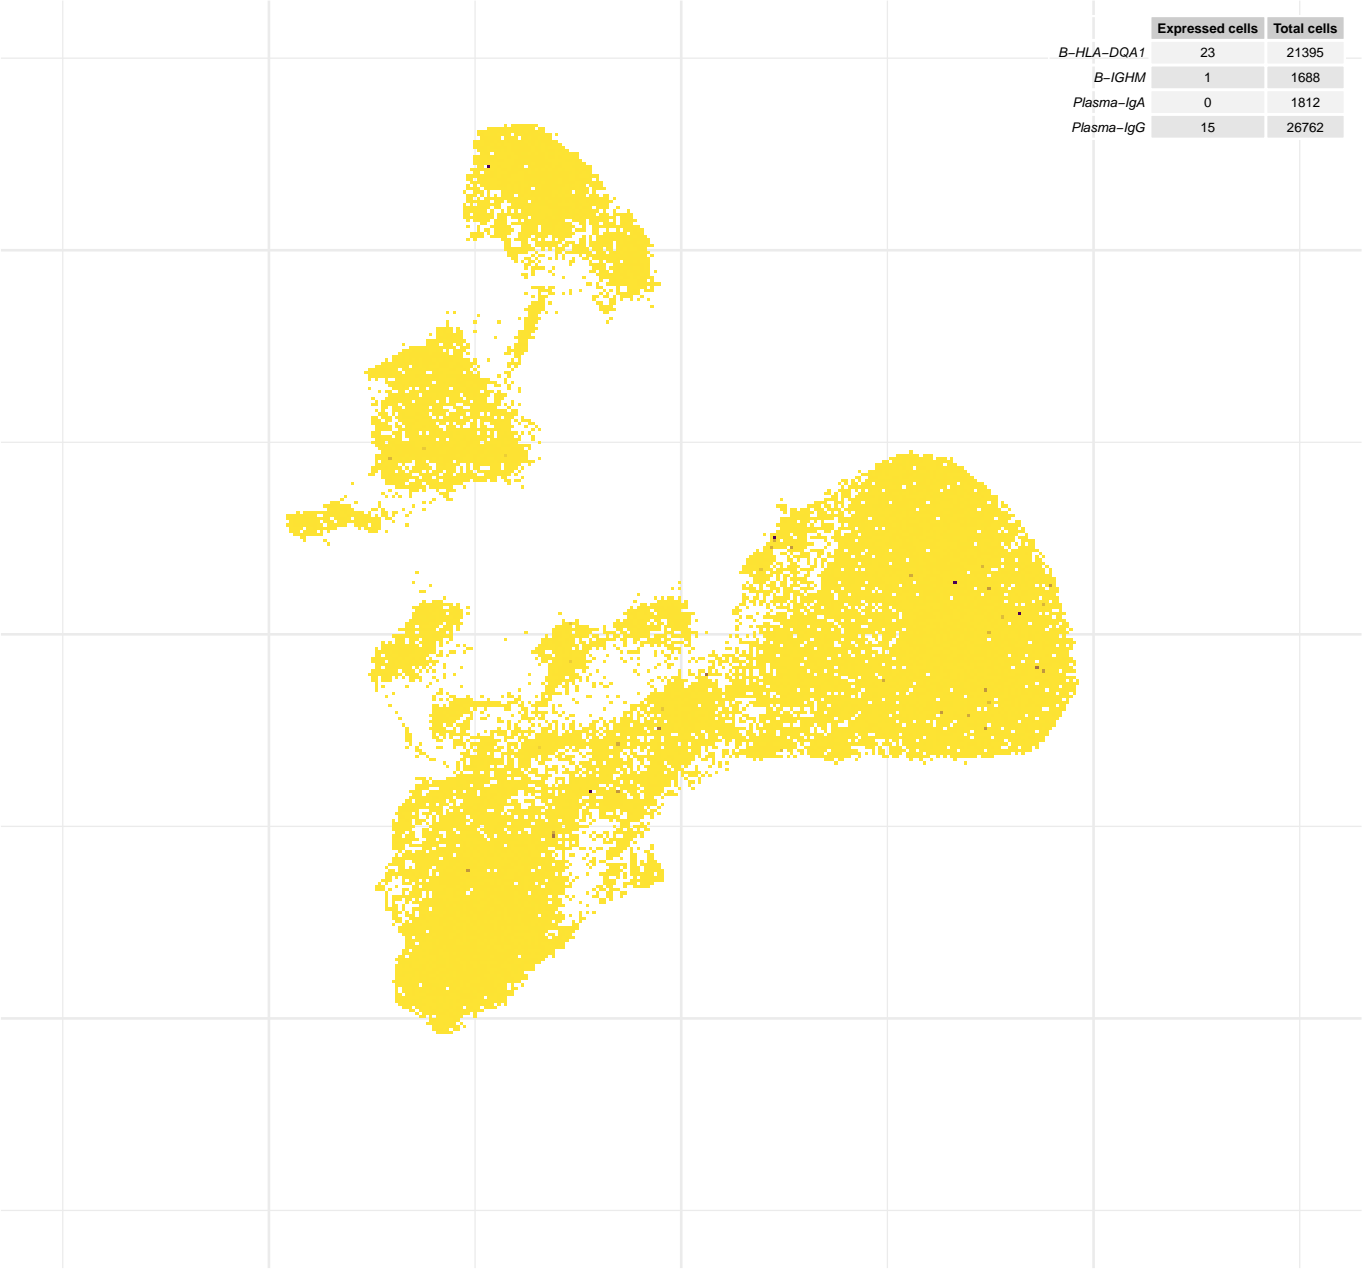 Expressed cells Total cells
B−HLA−DQA1 23 21395
B−IGHM 1 1688
Plasma−IgA 0 1812
Plasma−IgG 15 26762